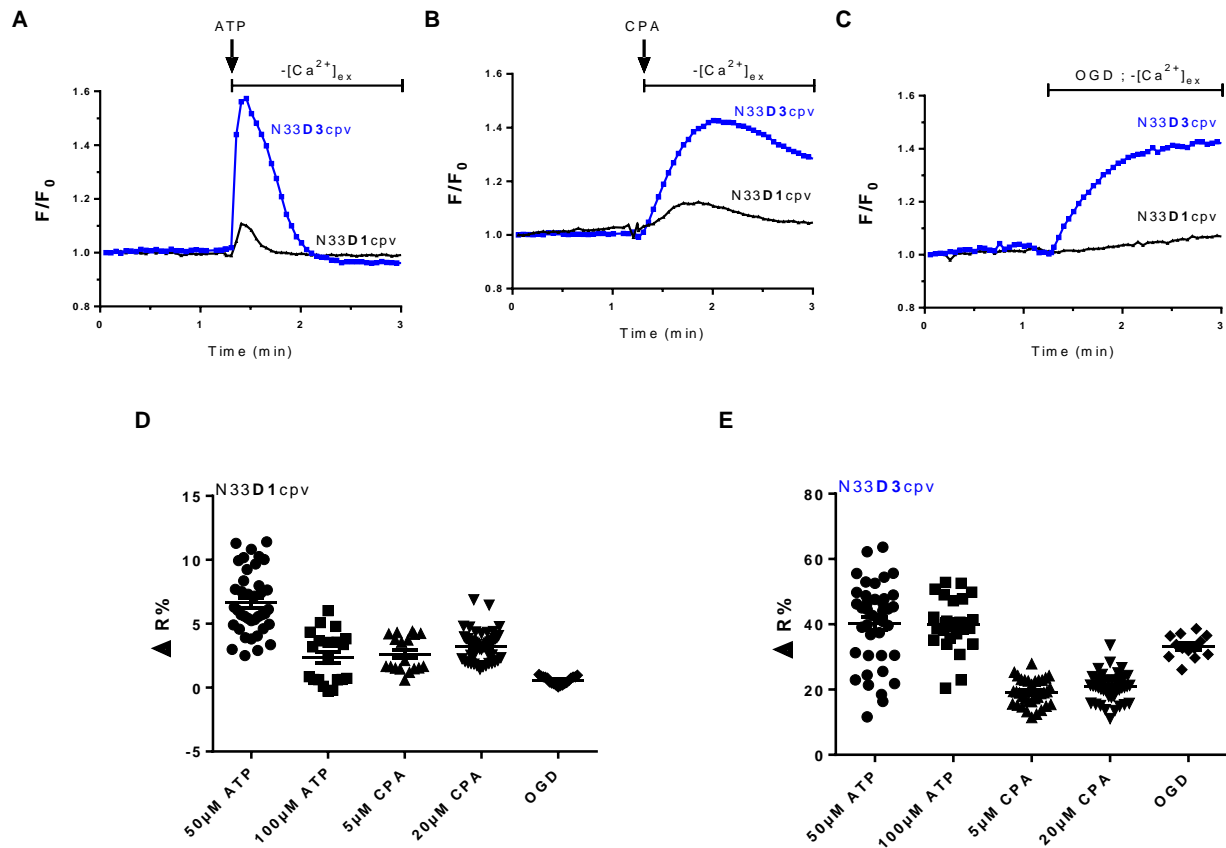 A
ATP
-[Ca²⁺]ex
N33D3cpv
N33D1cpv
F/F₀
1.6
1.4
1.2
1.0
0.8
0 1 2 3
Time (min)
B
CPA
-[Ca²⁺]ex
N33D3cpv
N33D1cpv
F/F₀
1.6
1.4
1.2
1.0
0.8
0 1 2 3
Time (min)
C
OGD ; -[Ca²⁺]ex
N33D3cpv
N33D1cpv
F/F₀
1.6
1.4
1.2
1.0
0.8
0 1 2 3
Time (min)
D
N33D1cpv
R%
15
10
5
0
-5
50µM ATP
100µM ATP
5µM CPA
20µM CPA
OGD
E
N33D3cpv
R%
80
60
40
20
0
50µM ATP
100µM ATP
5µM CPA
20µM CPA
OGD